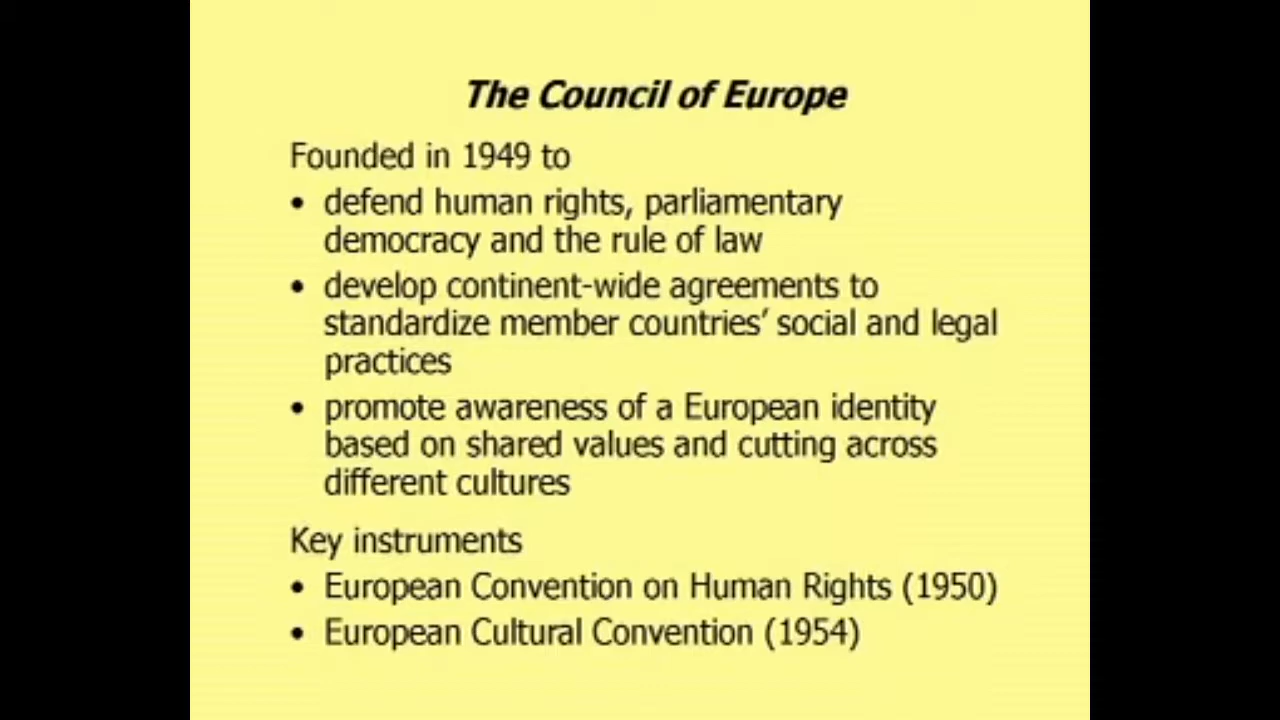 The Council of Europe
Founded in 1949 to
• defend human rights, parliamentary
democracy and the rule of law
• develop continent-wide agreements to
standardize member countries’ social and legal
practices
• promote awareness of a European identity
based on shared values and cutting across
different cultures
Key instruments
• European Convention on Human Rights (1950)
• European Cultural Convention (1954)